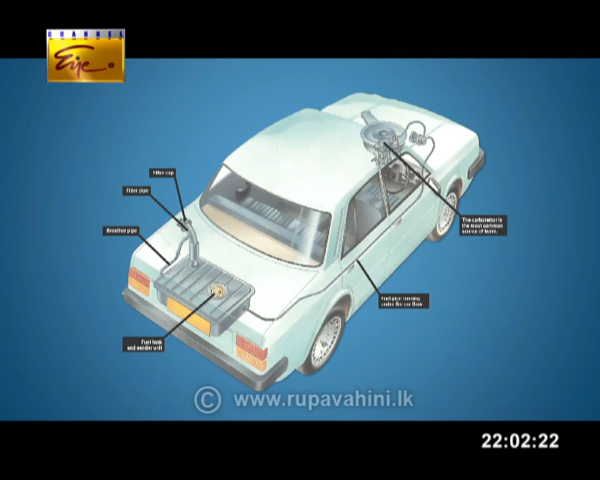 CHANNEL
Eye.
Filler cap
Filler pipe
Breather pipe
The carburettor is
the most common
source of fuses.
Fuel pipe running
under the car floor
Fuel tank
and sender unit
© www.rupavahini.lk
22:02:22